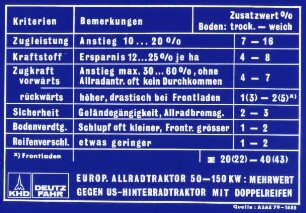 Kriterien Bemerkungen Zusatzwert %
Boden: trock. — weich
Zugleistung Anstieg 10 ... 20 % 7 — 16
Kraftstoff Ersparnis 12...25% je ha 4 — 8
Zugkraft vorwärts Anstieg max. 30...60%, ohne
Allradantr. oft kein Durchkommen 4 — 7
rückwärts höher, drastisch bei Frontladen 1(3) — 2(5)x)
Sicherheit Geländegängigkeit, Allradbremsg. 2 — 3
Bodenverdtg. Schlupf oft kleiner, Frontr. grösser 1 — 2
Reifenverschl. etwas geringer 1 — 2
x) Frontladen 20(22) — 40(43)
KHD DEUTZ FAHR
EUROP. ALLRADTRAKTOR 50—150 KW: MEHRWERT
GEGEN US-HINTERRADTRAKTOR MIT DOPPELREIFEN